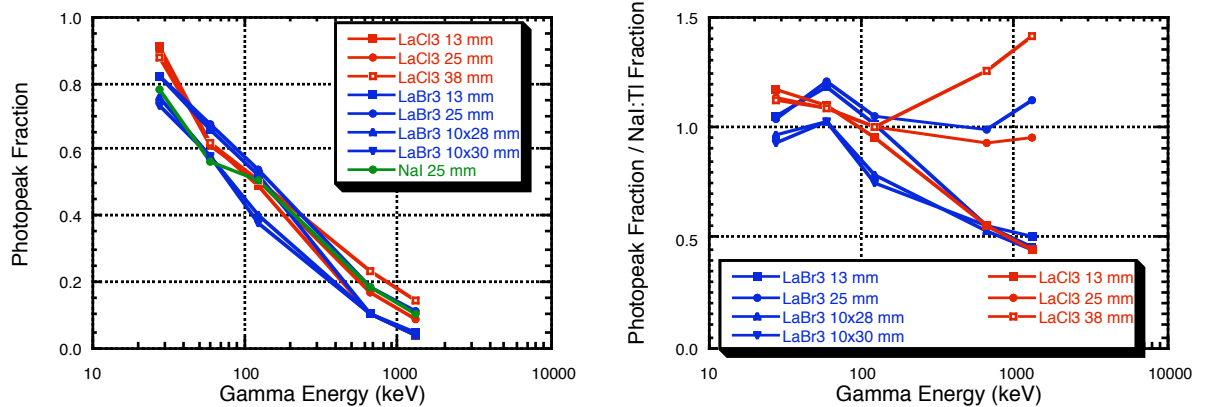 Photopeak Fraction
1.0
0.8
0.6
0.4
0.2
0.0
10
100
1000
10000
Gamma Energy (keV)
LaCl3 13 mm
LaCl3 25 mm
LaCl3 38 mm
LaBr3 13 mm
LaBr3 25 mm
LaBr3 10x28 mm
LaBr3 10x30 mm
NaI 25 mm
Photopeak Fraction / NaI:Tl Fraction
1.5
1.0
0.5
0.0
10
100
1000
10000
Gamma Energy (keV)
LaBr3 13 mm
LaBr3 25 mm
LaBr3 10x28 mm
LaBr3 10x30 mm
LaCl3 13 mm
LaCl3 25 mm
LaCl3 38 mm